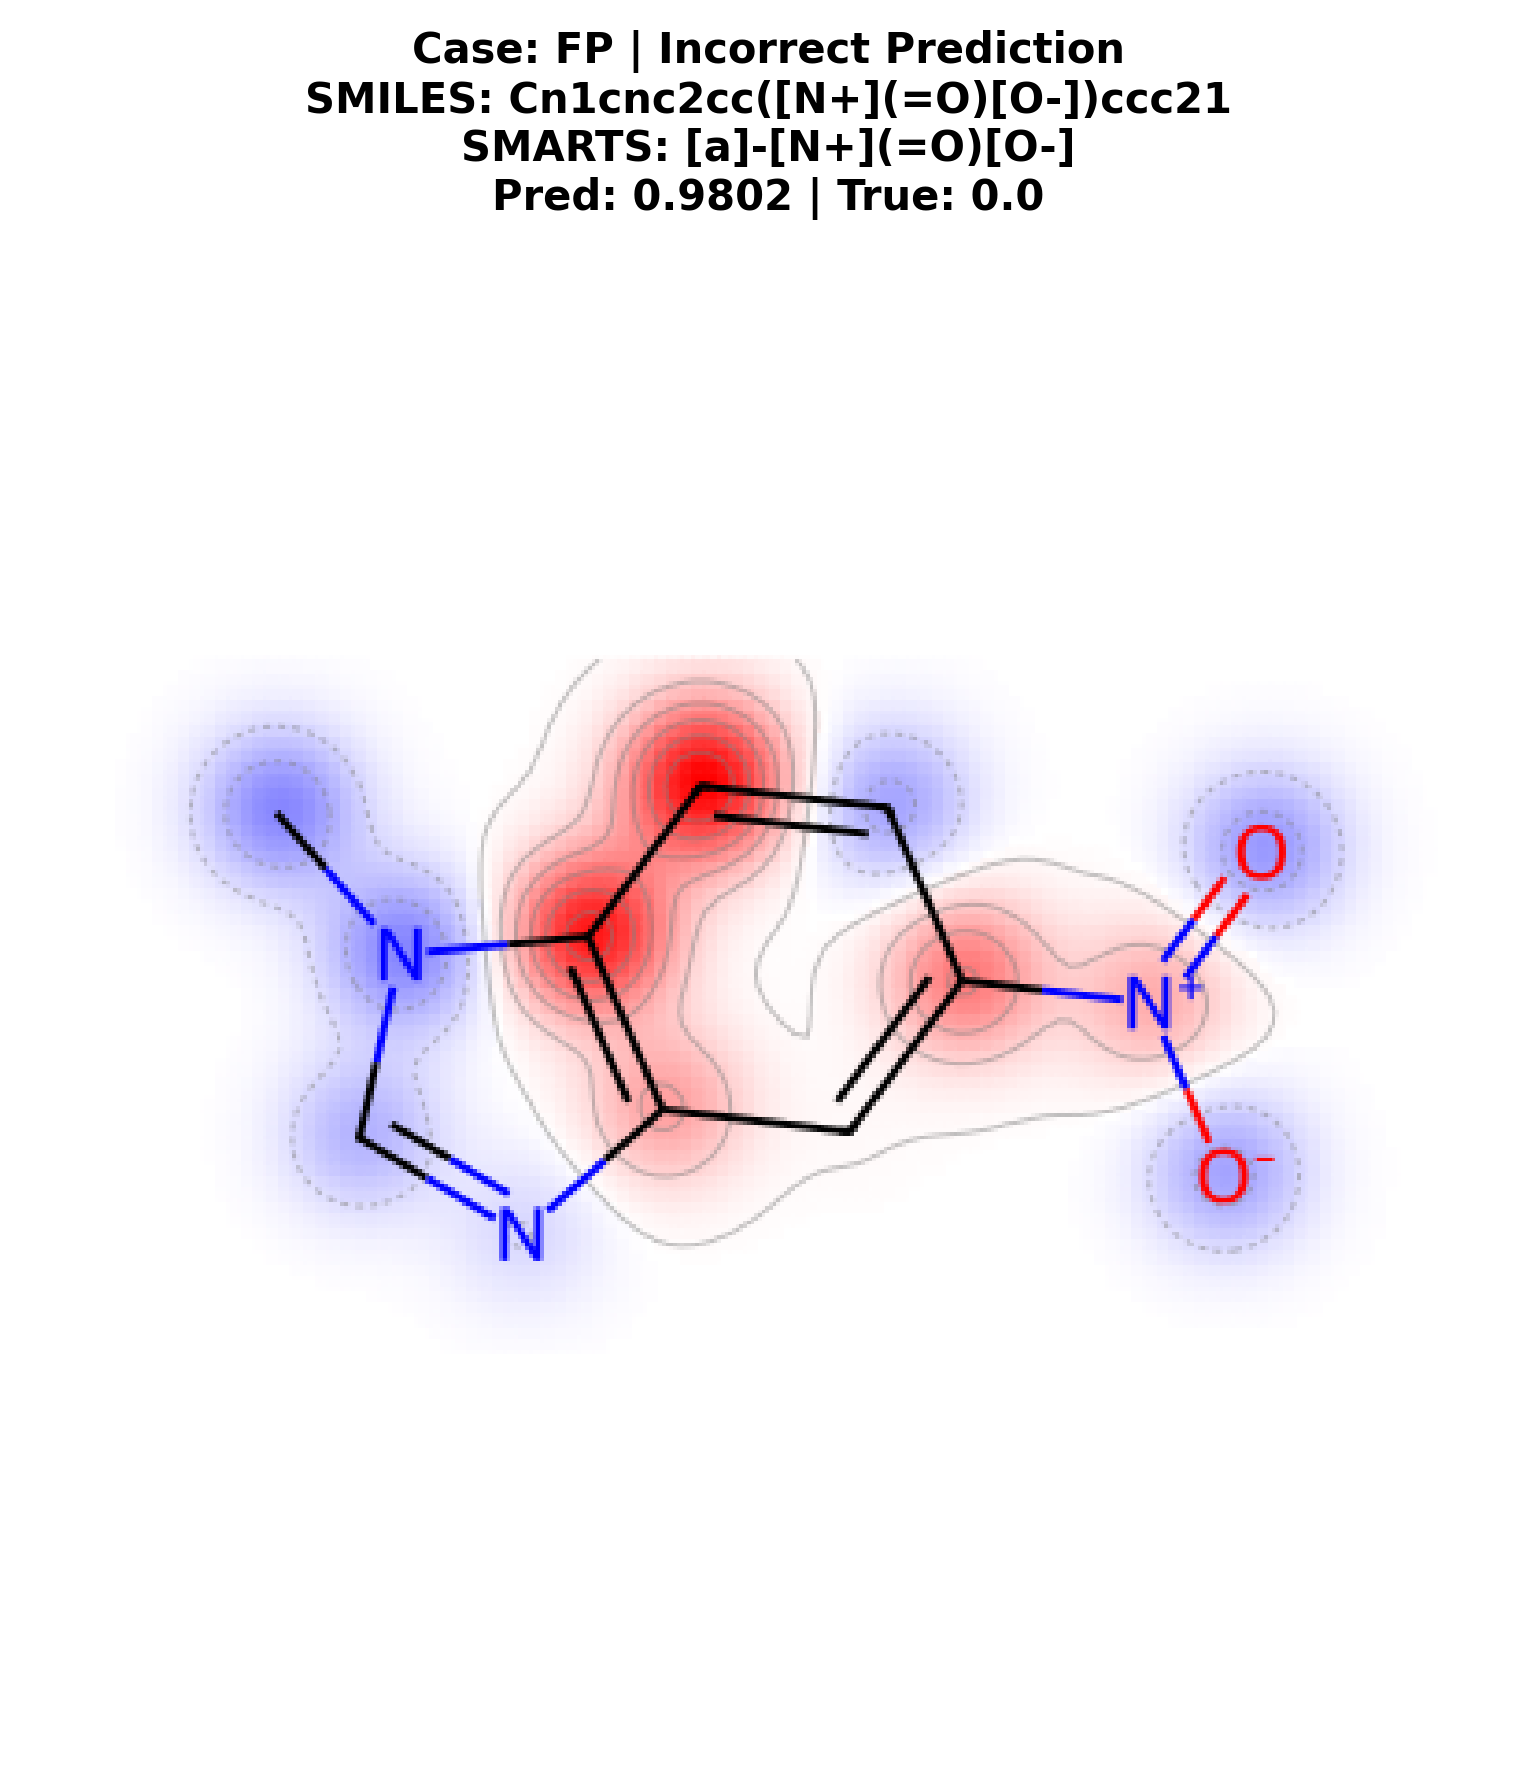 Case: FP | Incorrect Prediction
SMILES: Cn1cnc2cc([N+](=O)[O-])ccc21
SMARTS: [a]-[N+](=O)[O-]
Pred: 0.9802 | True: 0.0
O
N
N+
O−
N